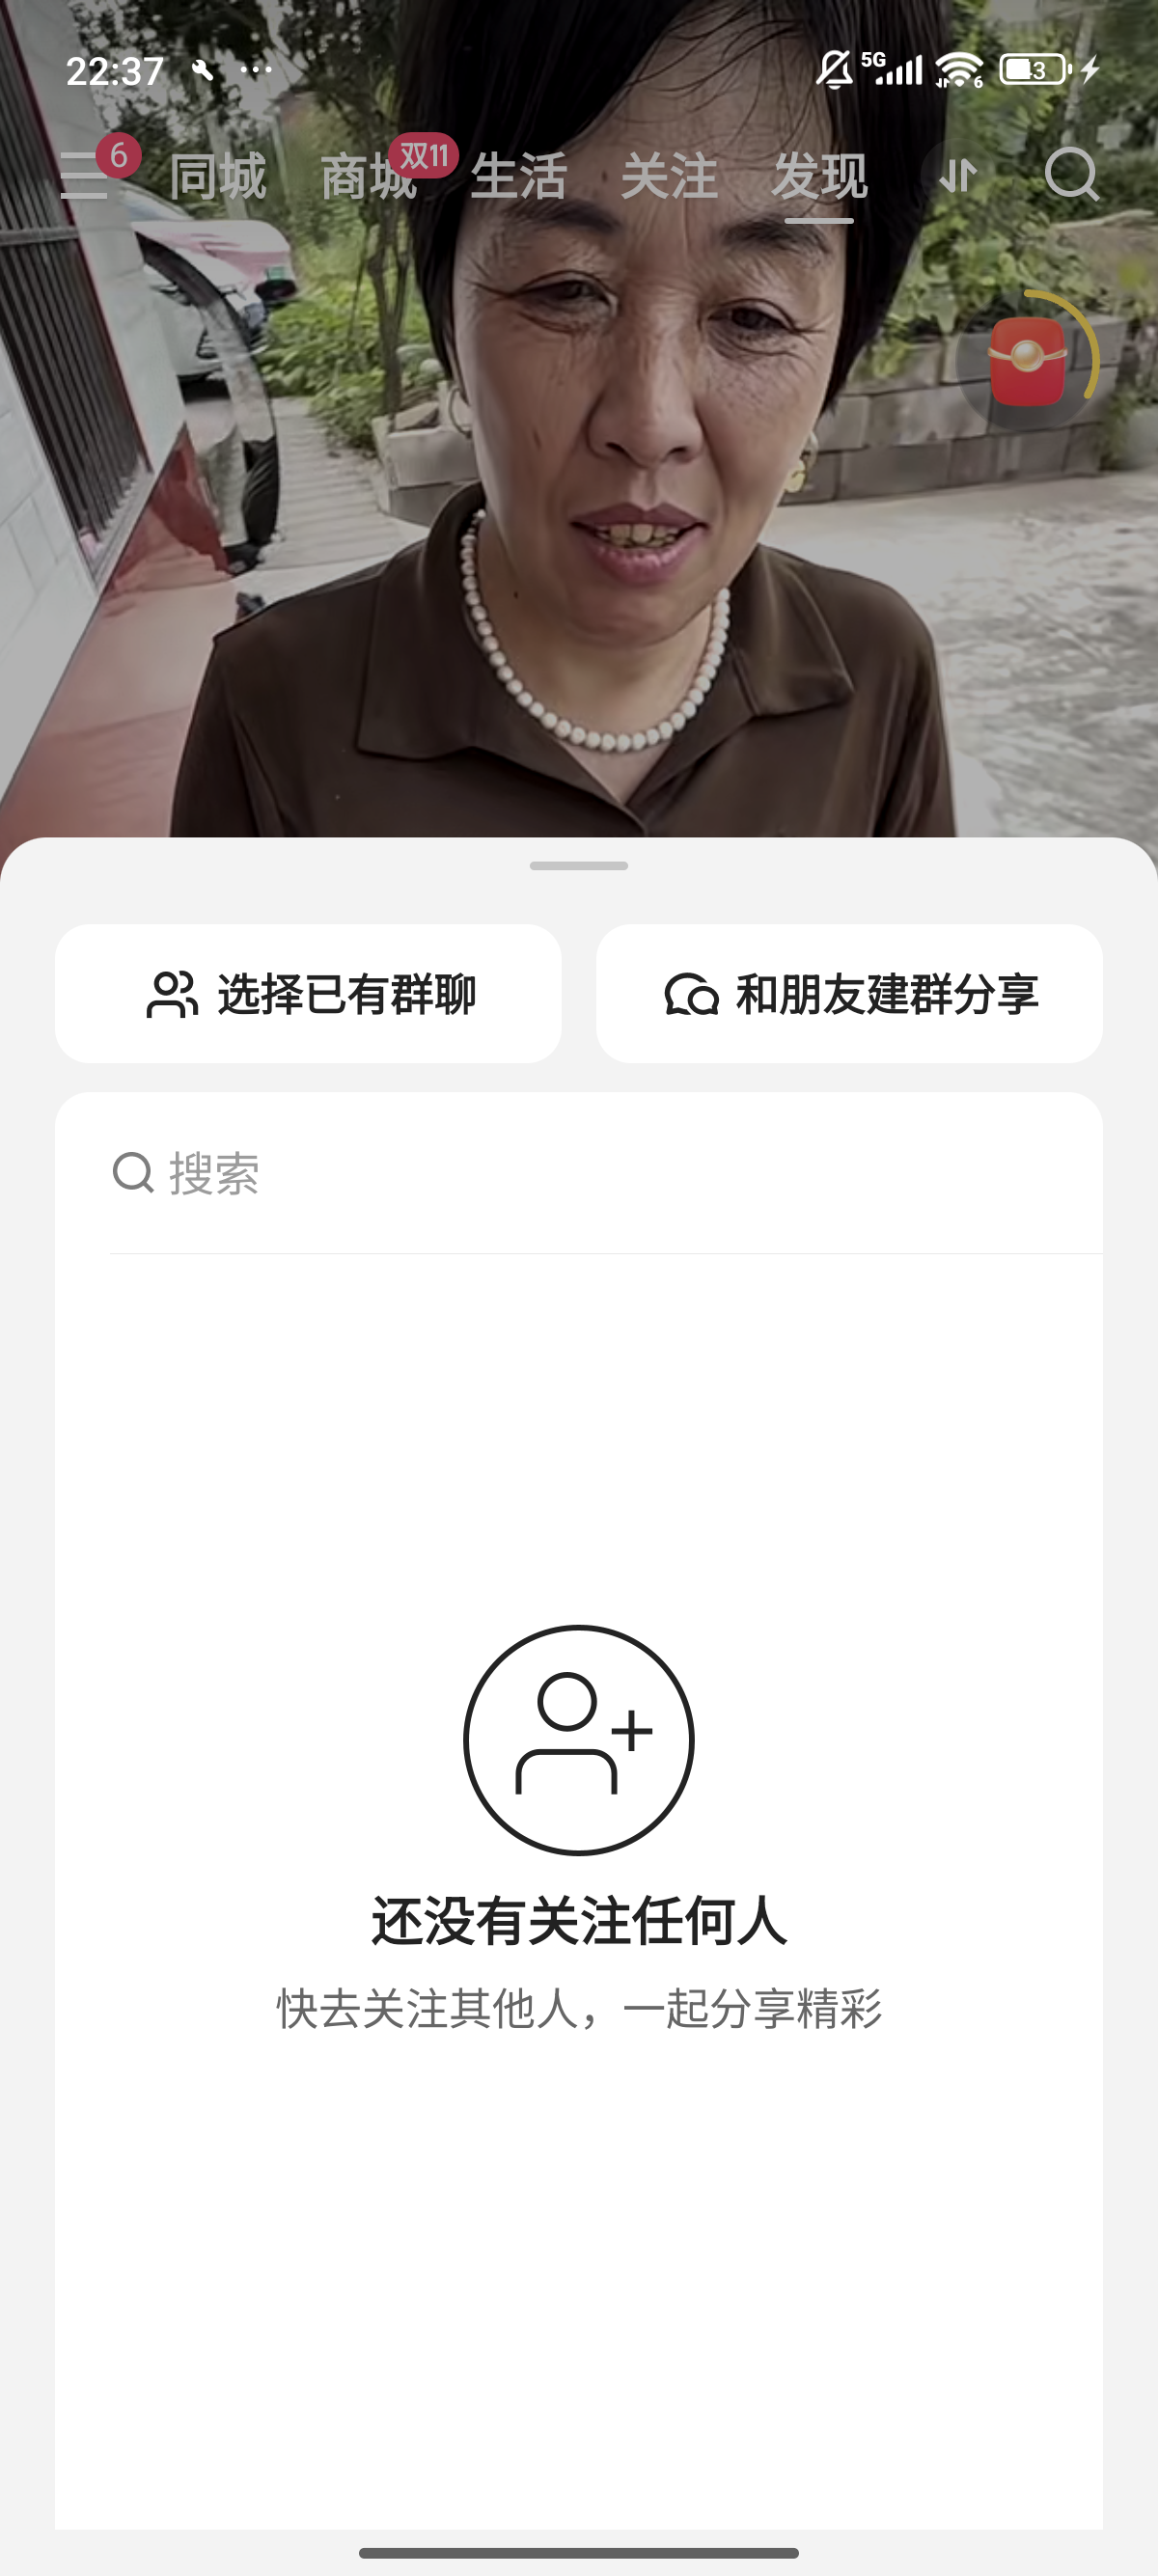 22:37 5G 6 43
6 同城 商城 双11 生活 关注 发现
选择已有群聊 和朋友建群分享
搜索
还没有关注任何人
快去关注其他人，一起分享精彩